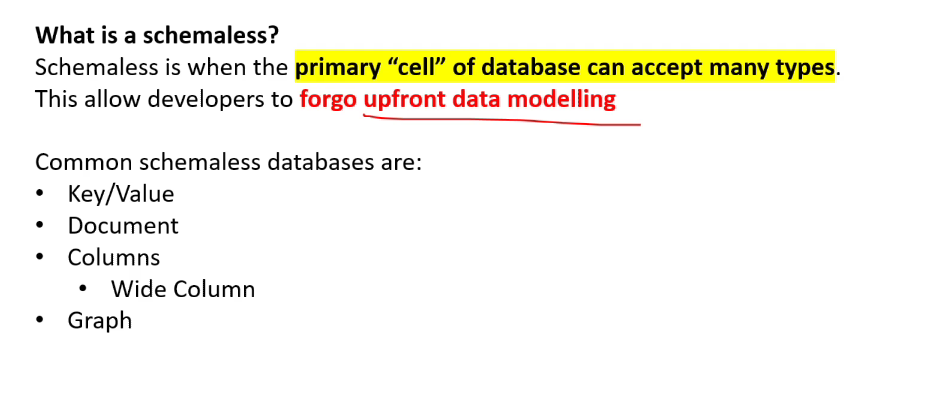 What is a schemaless?
Schemaless is when the primary “cell” of database can accept many types.
This allow developers to forgo upfront data modelling
Common schemaless databases are:
• Key/Value
• Document
• Columns
• Wide Column
• Graph